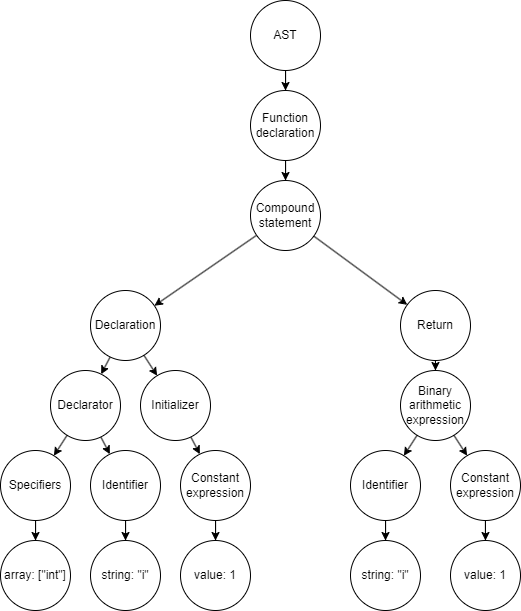 AST
Function
declaration
Compound
statement
Declaration
Return
Declarator
Initializer
Binary
arithmetic
expression
Specifiers
Identifier
Constant
expression
Identifier
Constant
expression
array: ["int"]
string: "i"
value: 1
string: "i"
value: 1